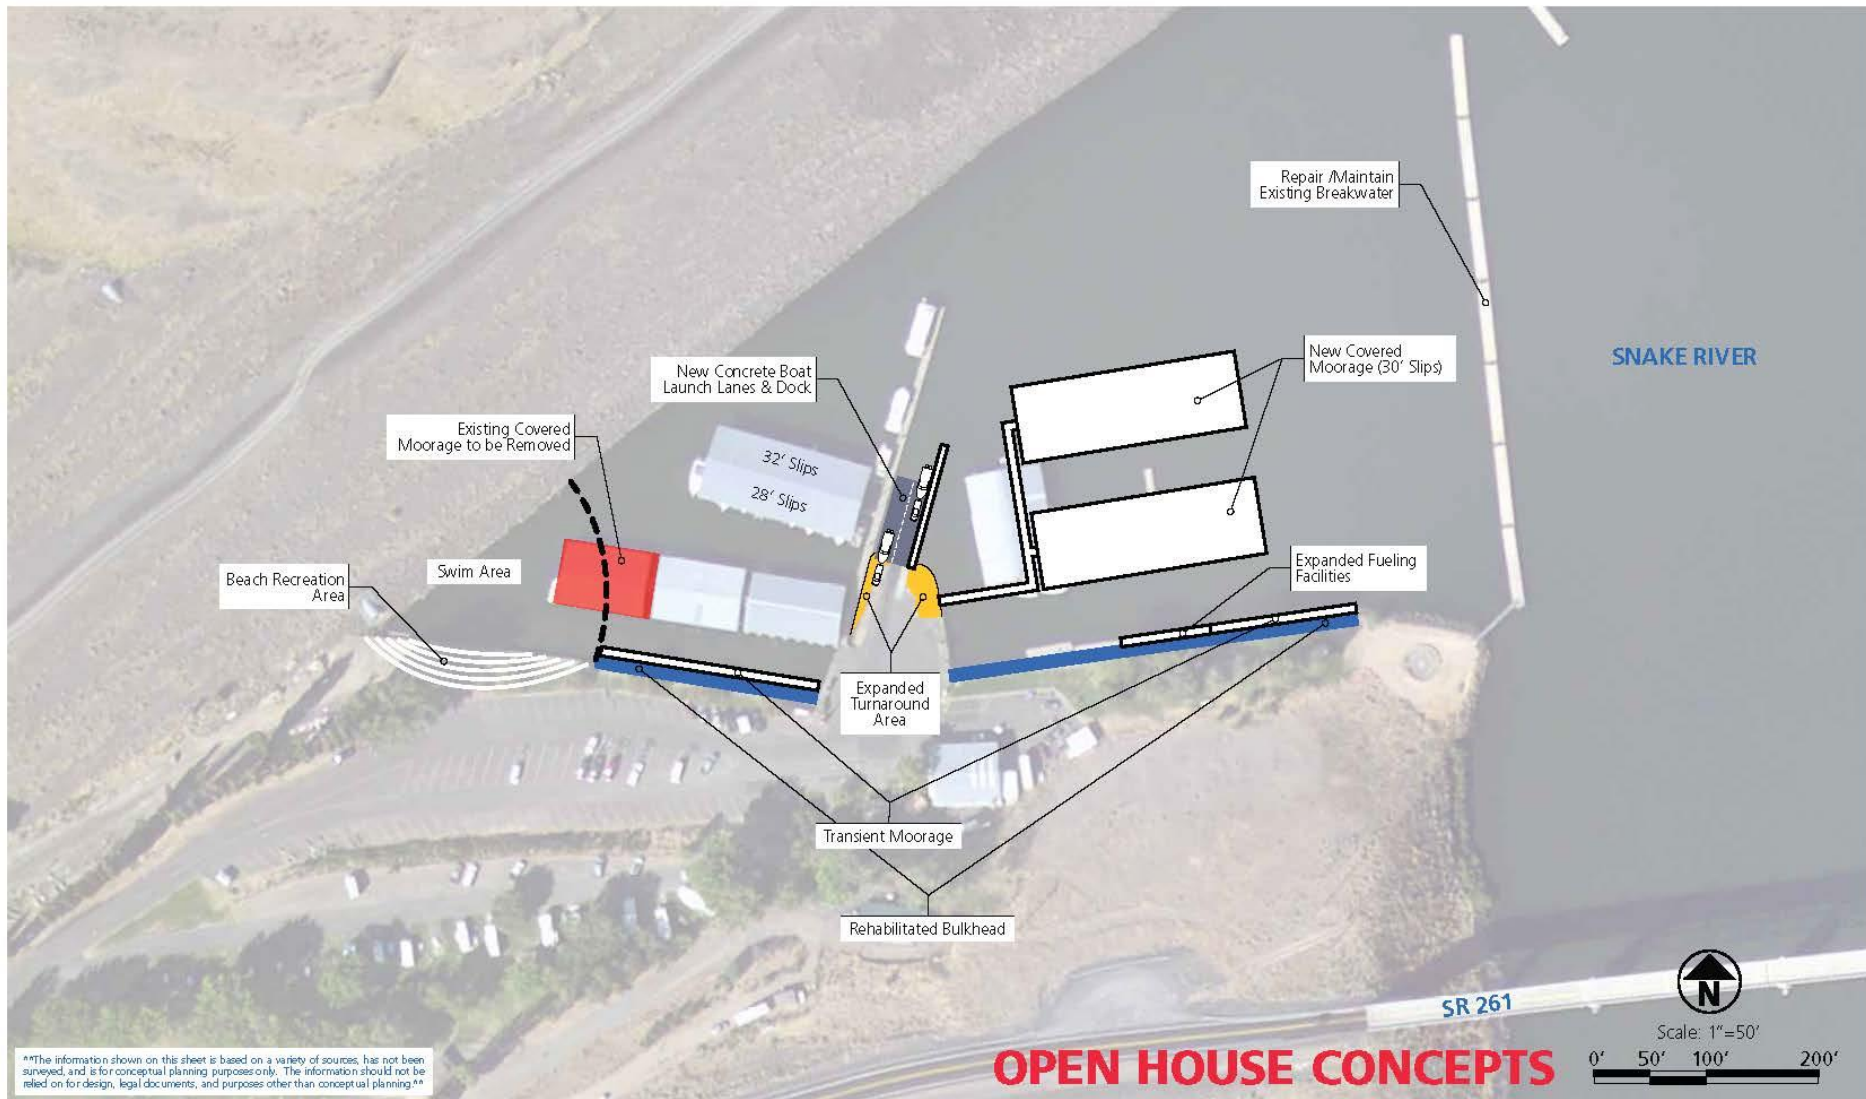 Repair /Maintain
Existing Breakwater
SNAKE RIVER
New Covered
Moorage (30' Slips)
New Concrete Boat
Launch Lanes & Dock
Existing Covered
Moorage to be Removed
32' Slips
28' Slips
Expanded Fueling
Facilities
Swim Area
Beach Recreation
Area
Expanded
Turnaround
Area
Transient Moorage
Rehabilitated Bulkhead
N
SR 261
Scale: 1"=50'
0' 50' 100' 200'
OPEN HOUSE CONCEPTS
**The information shown on this sheet is based on a variety of sources, has not been
surveyed, and is for conceptual planning purposes only. The information should not be
relied on for design, legal documents, and purposes other than conceptual planning.**